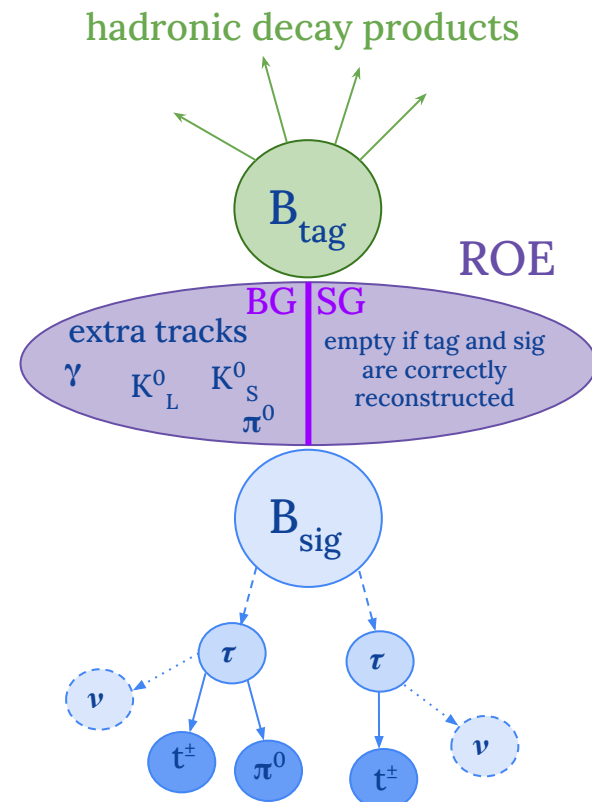 hadronic decay products
B_tag
ROE
BG SG
extra tracks
γ K⁰_L K⁰_S
π⁰
empty if tag and sig
are correctly
reconstructed
B_sig
τ τ
ν ν
t± π⁰ t±